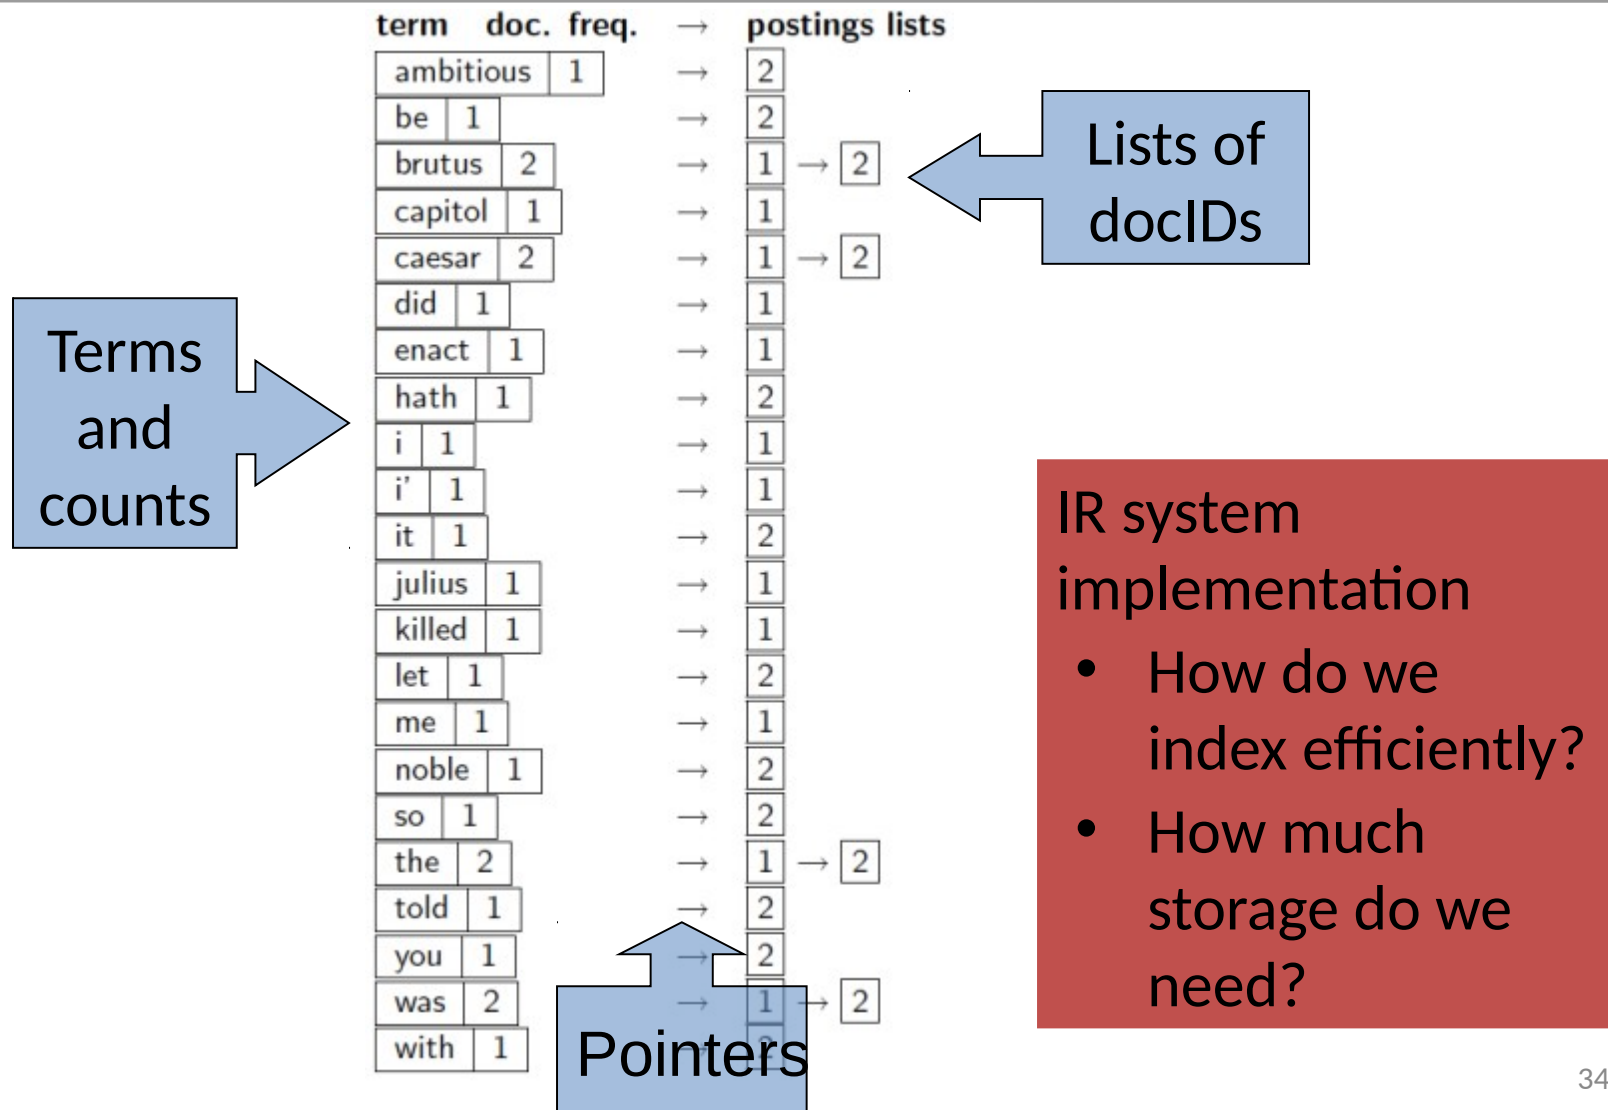 term doc. freq. → postings lists
ambitious 1 → 2
be 1 → 2
brutus 2 → 1 → 2
capitol 1 → 1
caesar 2 → 1 → 2
did 1 → 1
enact 1 → 1
hath 1 → 2
i 1 → 1
i' 1 → 1
it 1 → 2
julius 1 → 1
killed 1 → 1
let 1 → 2
me 1 → 1
noble 1 → 2
so 1 → 2
the 2 → 1 → 2
told 1 → 2
you 1 → 2
was 2 → 1 → 2
with 1 → 2
Lists of
docIDs
Terms
and
counts
Pointers
IR system
implementation
• How do we
index efficiently?
• How much
storage do we
need?
34